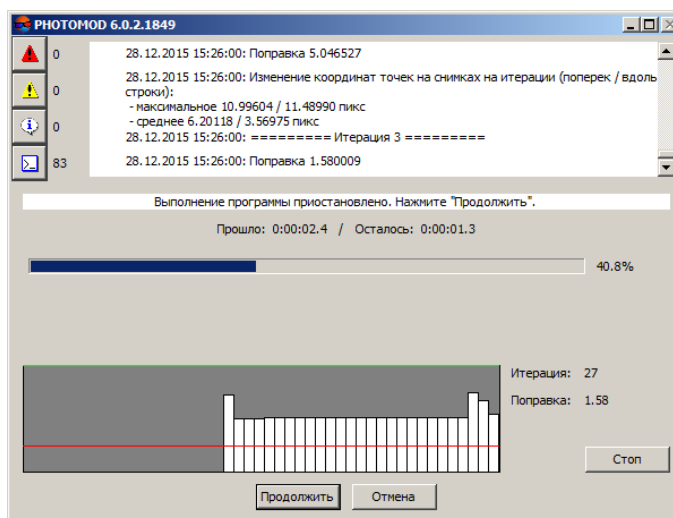 PHOTOMOD 6.0.2.1849
0
28.12.2015 15:26:00: Поправка 5.046527
28.12.2015 15:26:00: Изменение координат точек на снимках на итерации (поперек / вдоль
0
строки):
- максимальное 10.99604 / 11.48990 пикс
0
- среднее 6.20118 / 3.56975 пикс
28.12.2015 15:26:00: ========= Итерация 3 =========
83
28.12.2015 15:26:00: Поправка 1.580009
Выполнение программы приостановлено. Нажмите "Продолжить".
Прошло: 0:00:02.4 / Осталось: 0:00:01.3
40.8%
Итерация: 27
Поправка: 1.58
Стоп
Продолжить Отмена